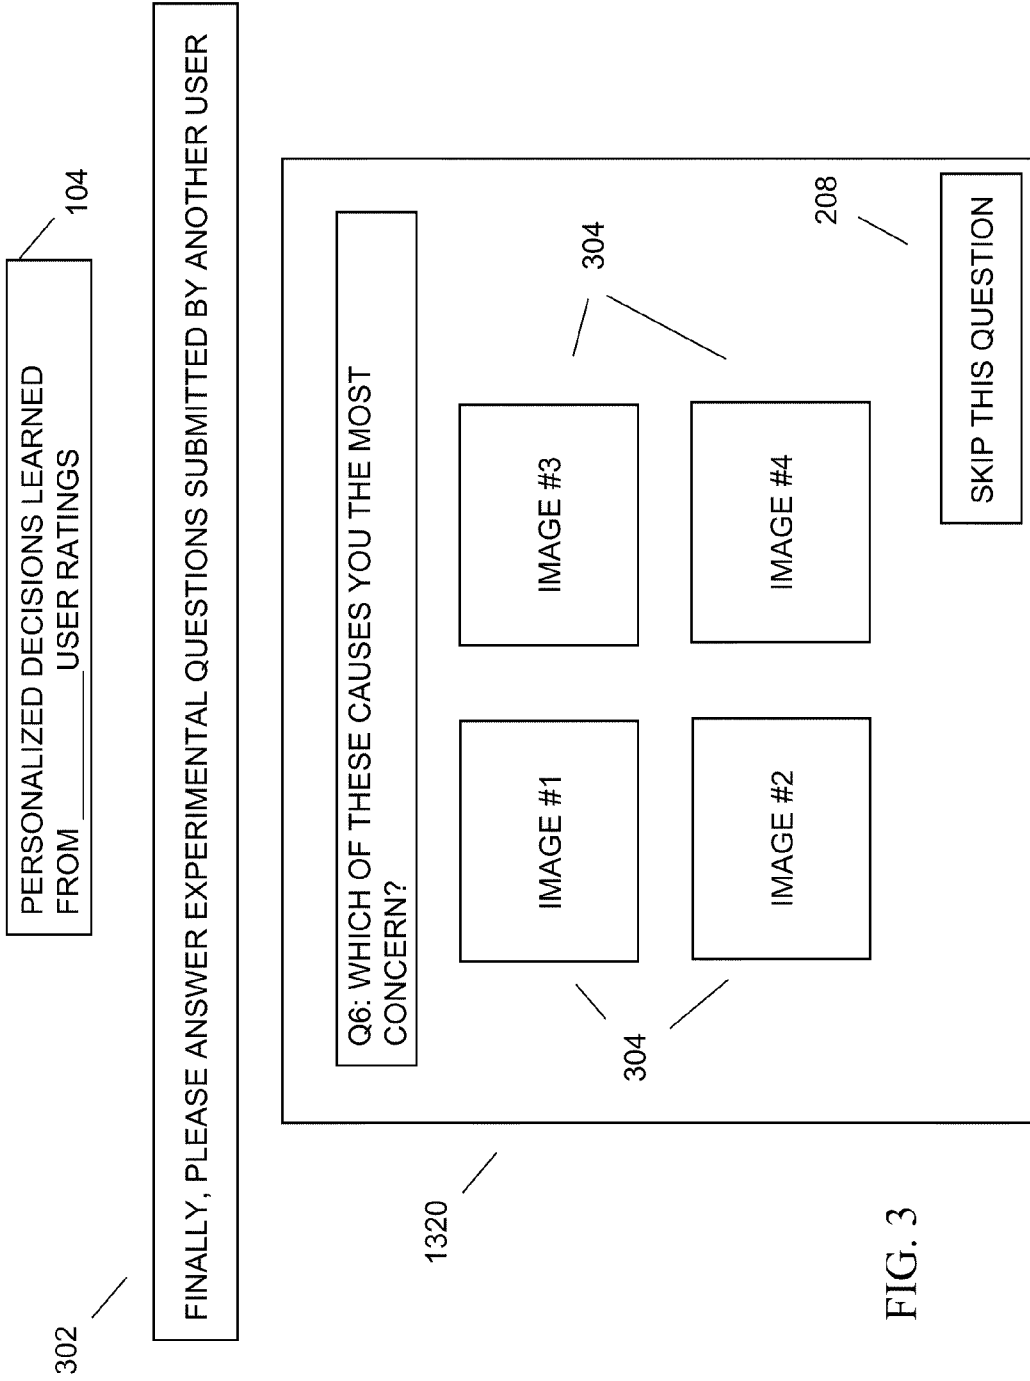 302
PERSONALIZED DECISIONS LEARNED
FROM ______USER RATINGS
104
FINALLY, PLEASE ANSWER EXPERIMENTAL QUESTIONS SUBMITTED BY ANOTHER USER
1320
Q6: WHICH OF THESE CAUSES YOU THE MOST
CONCERN?
IMAGE #1
IMAGE #3
304
304
IMAGE #2
IMAGE #4
208
SKIP THIS QUESTION
FIG. 3